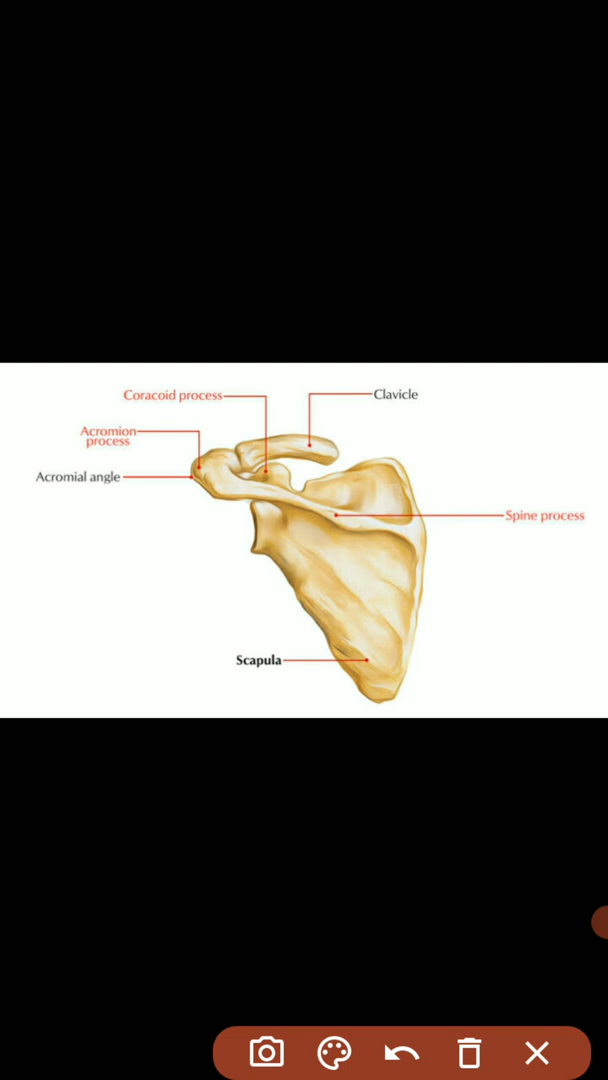 Coracoid process
Clavicle
Acromion
process
Acromial angle
Spine process
Scapula